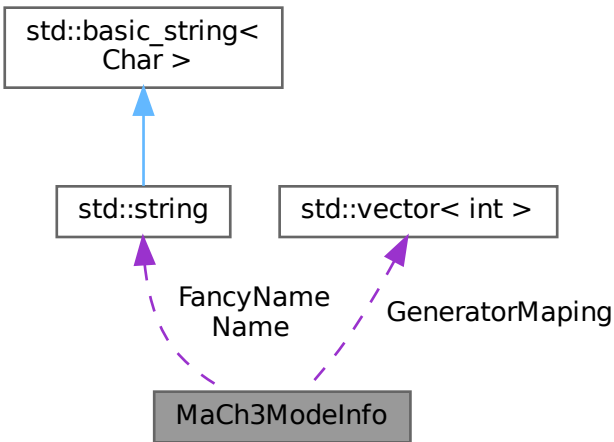 std::basic_string<
Char >
std::string
std::vector< int >
FancyName
Name
GeneratorMaping
MaCh3ModeInfo